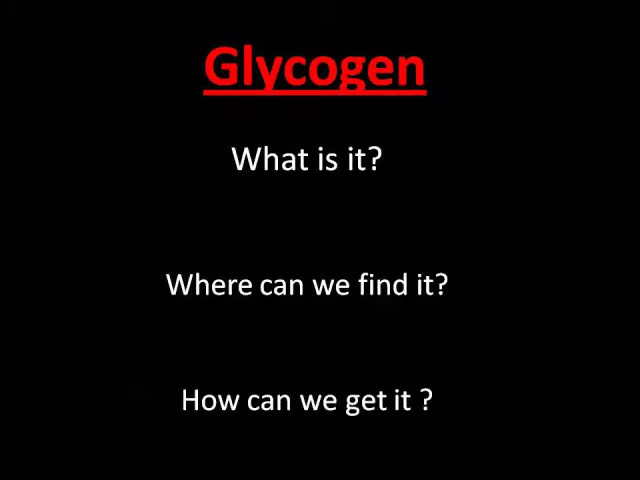 Glycogen
What is it?
Where can we find it?
How can we get it ?